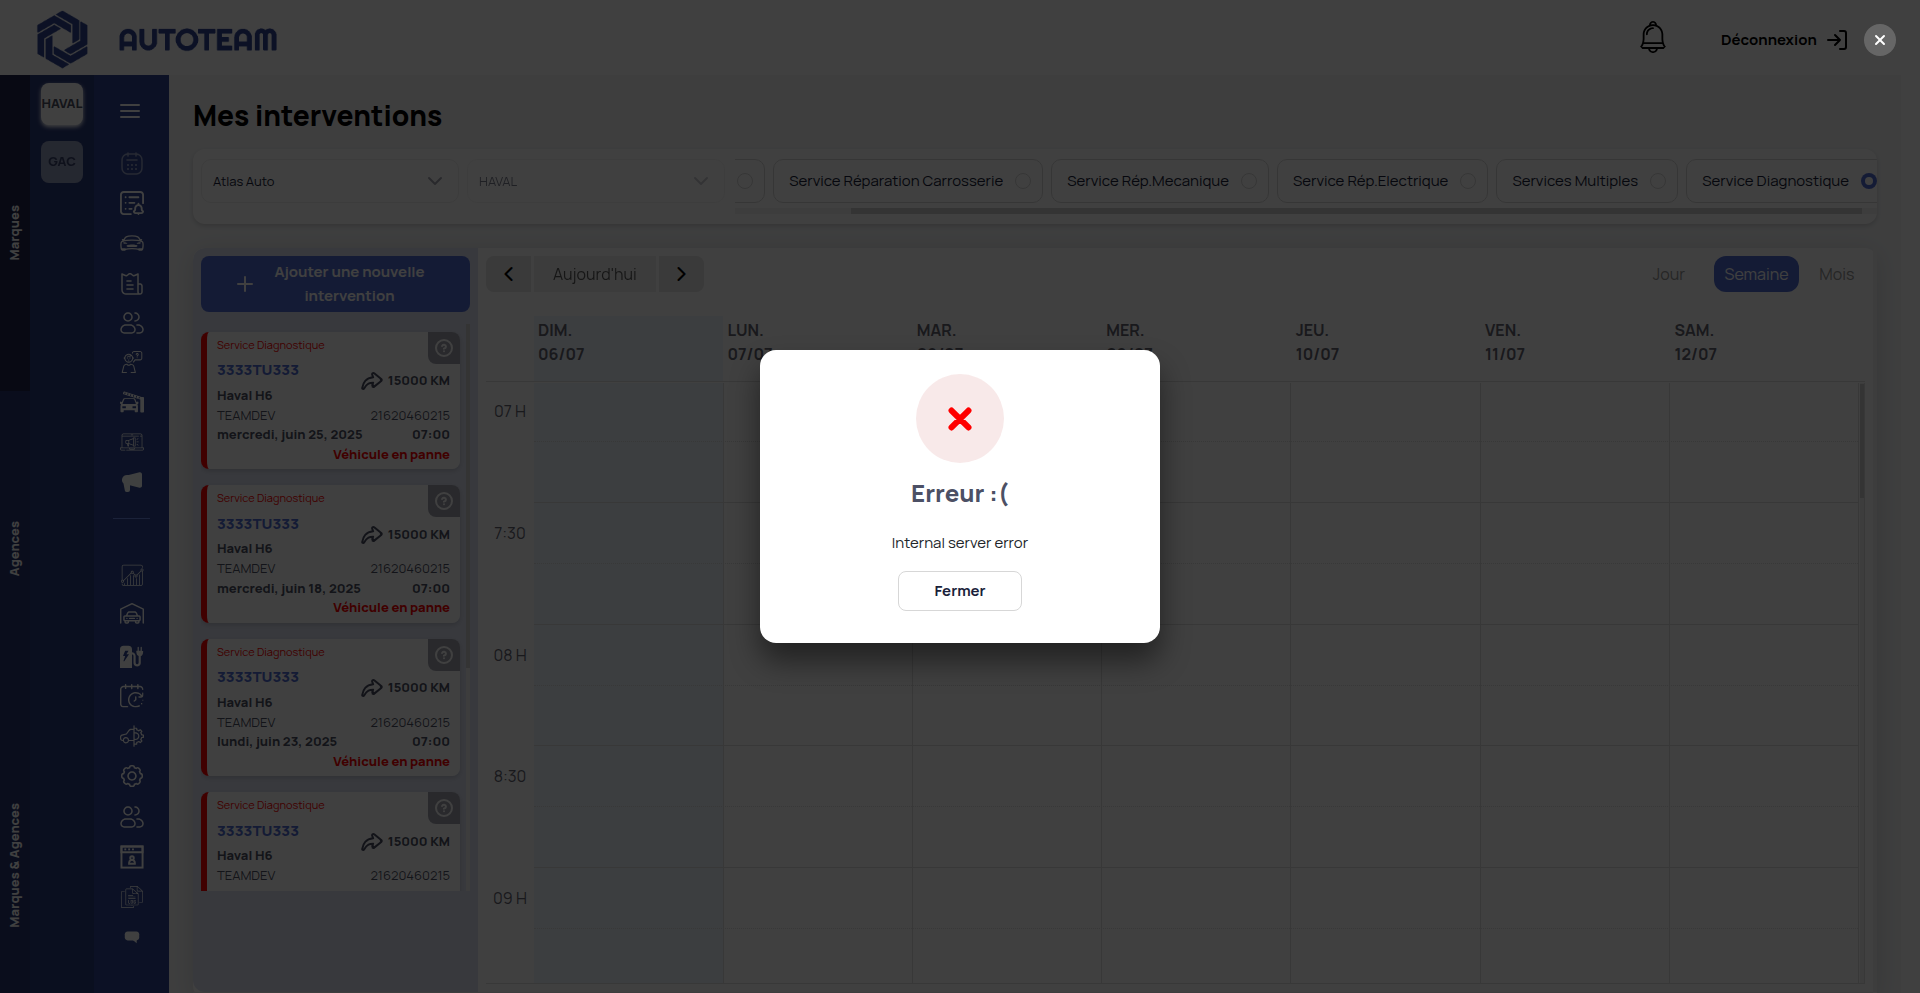 AUTOTEAM
Déconnexion
HAVAL
GAC
Marques
Agences
Marques & Agences
Mes interventions
Atlas Auto
HAVAL
Service Réparation Carrosserie
Service Rép.Mecanique
Service Rép.Electrique
Services Multiples
Service Diagnostique
Ajouter une nouvelle
intervention
Aujourd'hui
Jour
Semaine
Mois
Service Diagnostique
3333TU333
15000 KM
Haval H6
TEAMDEV
21620460215
mercredi, juin 25, 2025
07:00
Véhicule en panne
Service Diagnostique
3333TU333
15000 KM
Haval H6
TEAMDEV
21620460215
mercredi, juin 18, 2025
07:00
Véhicule en panne
Service Diagnostique
3333TU333
15000 KM
Haval H6
TEAMDEV
21620460215
lundi, juin 23, 2025
07:00
Véhicule en panne
Service Diagnostique
3333TU333
15000 KM
Haval H6
TEAMDEV
21620460215
DIM.
06/07
LUN.
07/07
MAR.
MER.
JEU.
10/07
VEN.
11/07
SAM.
12/07
07 H
7:30
08 H
8:30
09 H
Erreur :(
Internal server error
Fermer